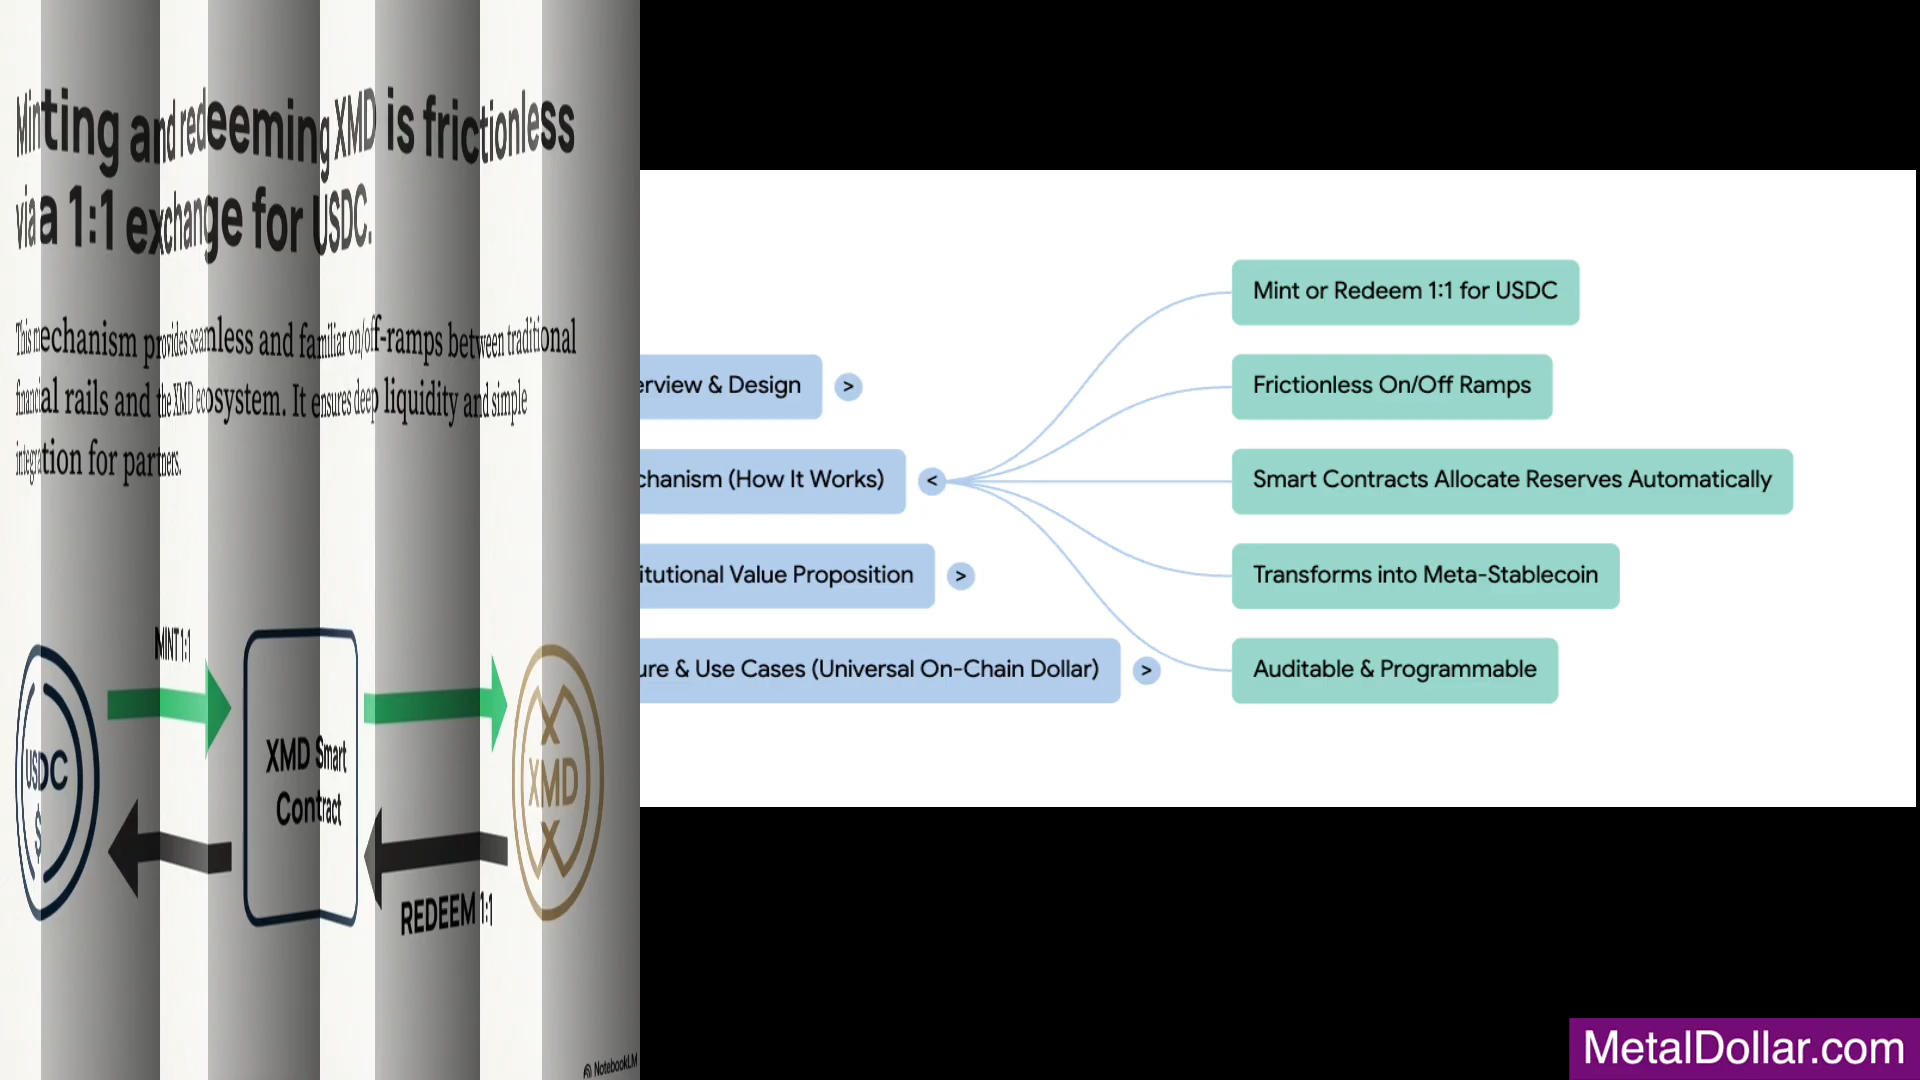 Minting and redeeming XMD is frictionless
via a 1:1 exchange for USDC.
This mechanism provides seamless and familiar on/off-ramps between traditional
financial rails and the XMD ecosystem. It ensures deep liquidity and simple
integration for partners.
MINT 1:1
USDC
$
XMD Smart
Contract
X
XMD
X
REDEEM 1:1
NotebookLM
erview & Design
>
chanism (How It Works)
<
itutional Value Proposition
>
ure & Use Cases (Universal On-Chain Dollar)
>
Mint or Redeem 1:1 for USDC
Frictionless On/Off Ramps
Smart Contracts Allocate Reserves Automatically
Transforms into Meta-Stablecoin
Auditable & Programmable
MetalDollar.com